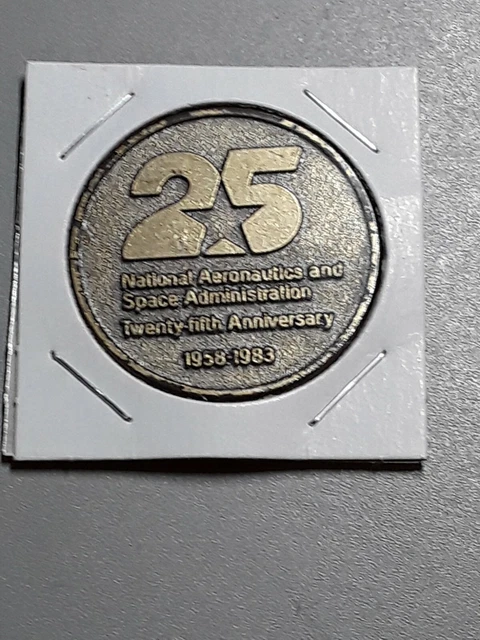 25
National Aeronautics and
Space Administration
Twenty-fifth Anniversary
1958-1983